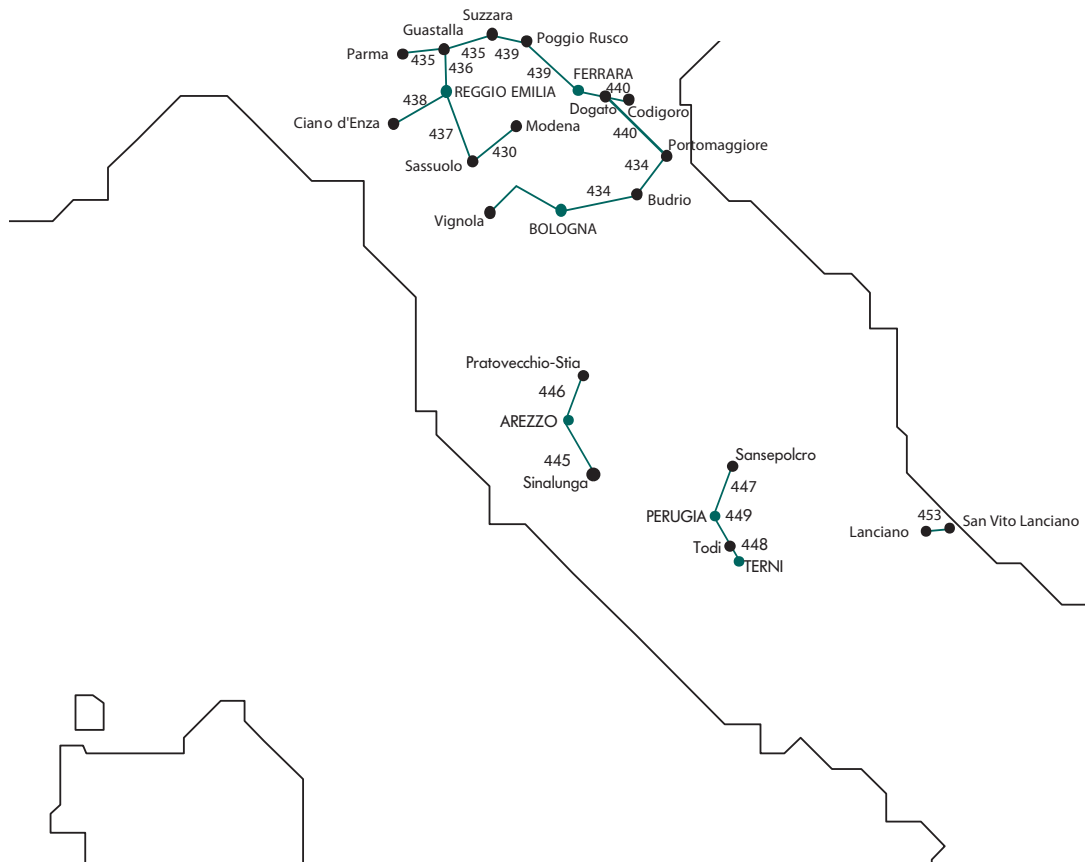 Suzzara
Guastalla
Poggio Rusco
Parma
435
435
439
436
439
FERRARA
440
REGGIO EMILIA
438
Dogato
Codigoro
Ciano d'Enza
Modena
437
430
440
Portomaggiore
Sassuolo
434
434
Budrio
Vignola
BOLOGNA
Pratovecchio-Stia
446
AREZZO
445
Sinalunga
Sansepolcro
447
PERUGIA
449
453
San Vito Lanciano
Lanciano
Todi
448
TERNI